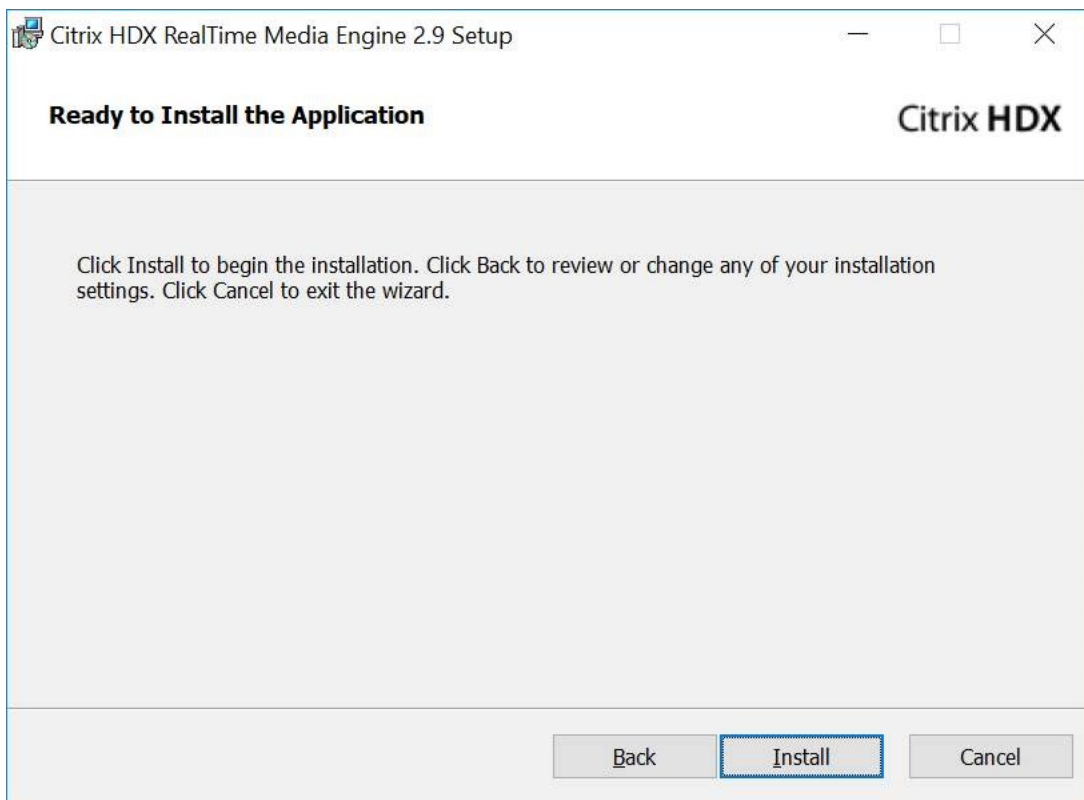 Citrix HDX RealTime Media Engine 2.9 Setup
Ready to Install the Application
Citrix HDX
Click Install to begin the installation. Click Back to review or change any of your installation
settings. Click Cancel to exit the wizard.
Back
Install
Cancel